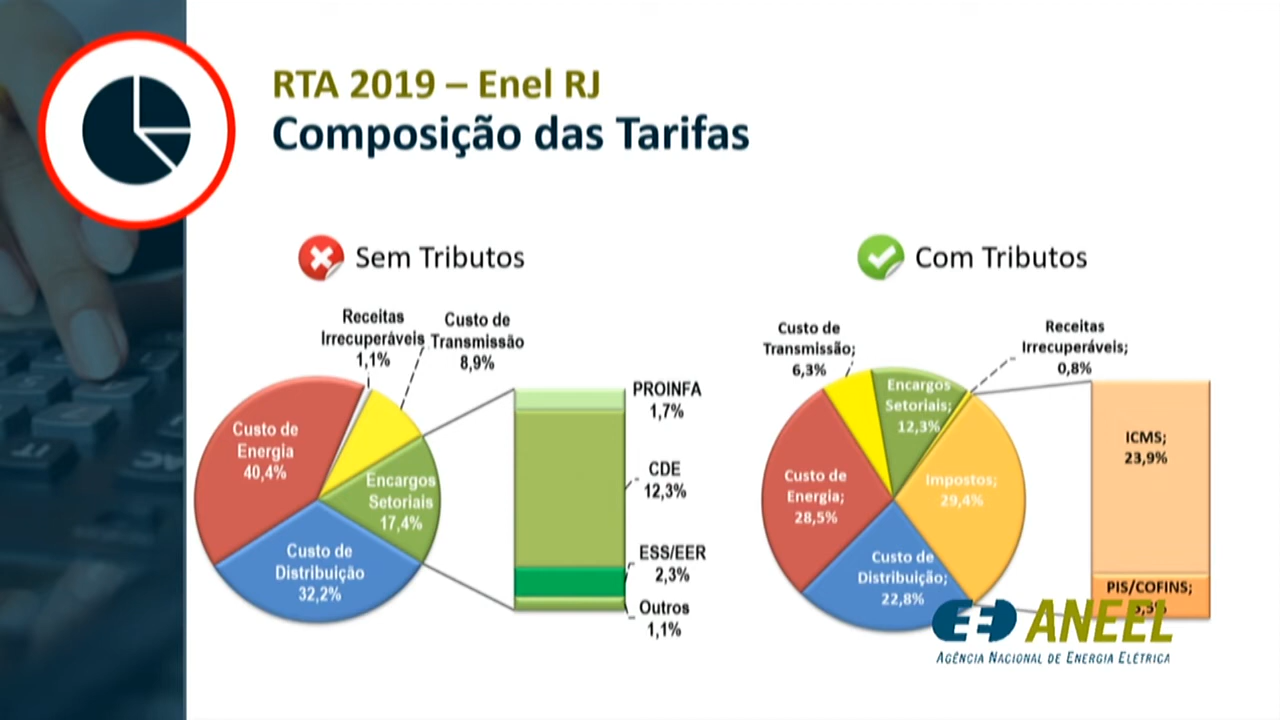 RTA 2019 – Enel RJ
Composição das Tarifas
Sem Tributos
Receitas
Irrecuperáveis
1,1%
Custo de
Transmissão
8,9%
Custo de
Energia
40,4%
Encargos
Setoriais
17,4%
Custo de
Distribuição
32,2%
PROINFA
1,7%
CDE
12,3%
ESS/EER
2,3%
Outros
1,1%
Com Tributos
Custo de
Transmissão;
6,3%
Receitas
Irrecuperáveis;
0,8%
Encargos
Setoriais;
12,3%
Custo de
Energia;
28,5%
Impostos;
29,4%
Custo de
Distribuição;
22,8%
ICMS;
23,9%
PIS/COFINS;
ANEEL
AGÊNCIA NACIONAL DE ENERGIA ELÉTRICA